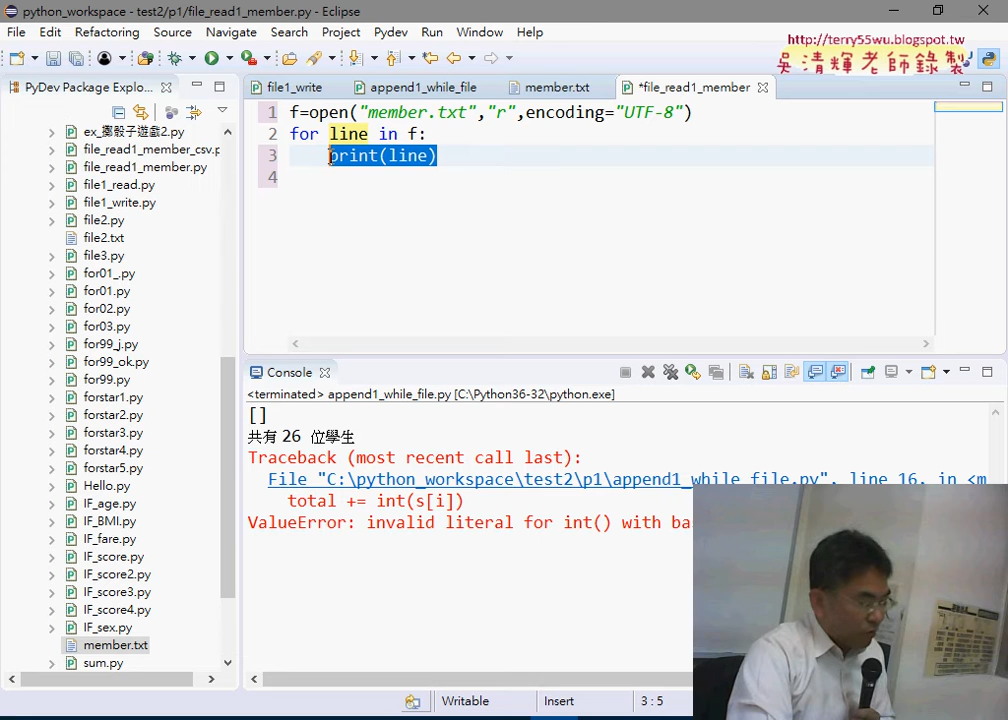 python_workspace - test2/p1/file_read1_member.py - Eclipse
File Edit Refactoring Source Navigate Search Project Pydev Run Window Help
http://terry55wu.blogspot.tw
吳清輝老師錄製
PyDev Package Explo...
file1_write
append1_while_file
member.txt
*file_read1_member
ex_擲骰子遊戲2.py
file_read1_member_csv.p
file_read1_member.py
file1_read.py
file1_write.py
file2.py
file2.txt
file3.py
for01_.py
for01.py
for02.py
for03.py
for99_j.py
for99_ok.py
for99.py
forstar1.py
forstar2.py
forstar3.py
forstar4.py
forstar5.py
Hello.py
IF_age.py
IF_BMI.py
IF_fare.py
IF_score.py
IF_score2.py
IF_score3.py
IF_score4.py
IF_sex.py
member.txt
sum.py
1 f=open("member.txt","r",encoding="UTF-8")
2 for line in f:
3 print(line)
4
Console
<terminated> append1_while_file.py [C:\Python36-32\python.exe]
[]
共有 26 位學生
Traceback (most recent call last):
File "C:\python_workspace\test2\p1\append1_while_file.py", line 16, in <m
total += int(s[i])
ValueError: invalid literal for int() with ba
Writable
Insert
3 : 5